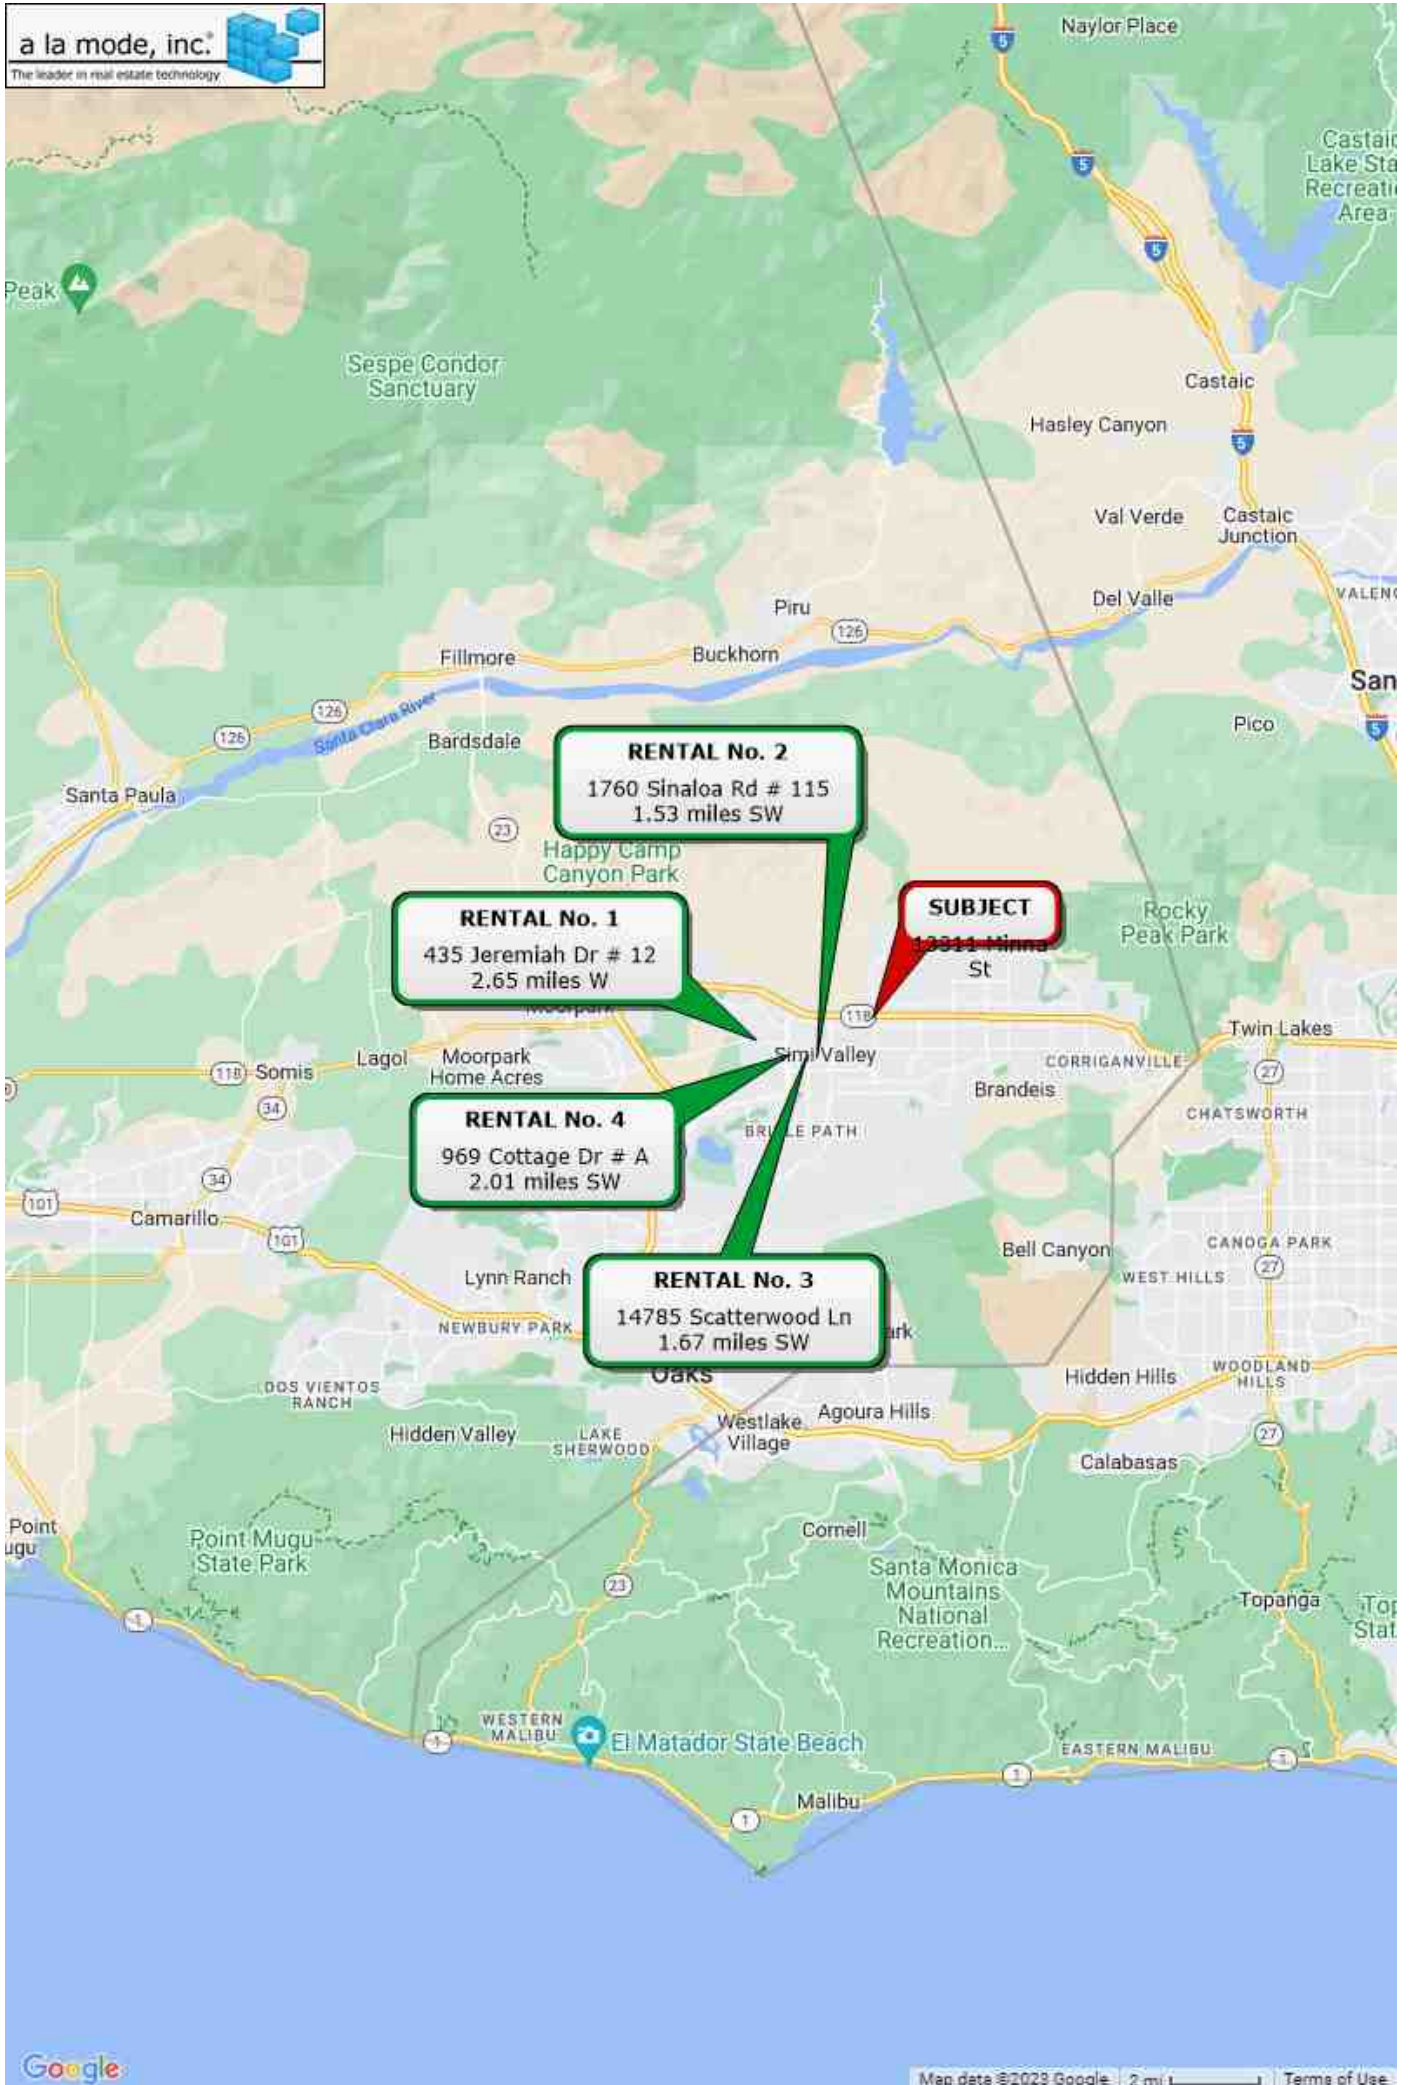 a la mode, inc.®
The leader in real estate technology
Naylor Place
5
5
5
5
Peak
Sespe Condor
Sanctuary
Castaic
Hasley Canyon
Val Verde
Castaic
Junction
Piru
Del Valle
126
Fillmore
Buckhorn
126
126
Santa Clara River
Bardsdale
Pico
5
Santa Paula
23
RENTAL No. 2
1760 Sinaloa Rd # 115
1.53 miles SW
Happy Camp
Canyon Park
RENTAL No. 1
435 Jeremiah Dr # 12
2.65 miles W
Moorpark
SUBJECT
13311 Minna
St
Rocky
Peak Park
118
Twin Lakes
Simi Valley
CORRIGANVILLE
27
118
Somis
Lagol
Moorpark
Home Acres
Brandeis
34
CHATSWORTH
RENTAL No. 4
969 Cottage Dr # A
2.01 miles SW
34
101
Camarillo
101
Bell Canyon
CANOGA PARK
27
WEST HILLS
Lynn Ranch
NEWBURY PARK
RENTAL No. 3
14785 Scatterwood Ln
1.67 miles SW
Oaks
Hidden Hills
WOODLAND
HILLS
DOS VIENTOS
RANCH
Hidden Valley
LAKE
SHERWOOD
Westlake
Village
Agoura Hills
27
Calabasas
Point
ugu
Point Mugu
State Park
Cornell
Santa Monica
Mountains
National
Recreation...
23
Topanga
1
WESTERN
MALIBU
1
El Matador State Beach
EASTERN MALIBU
1
1
Malibu
1
Google
Map data ©2023 Google
2 mi
Terms of Use